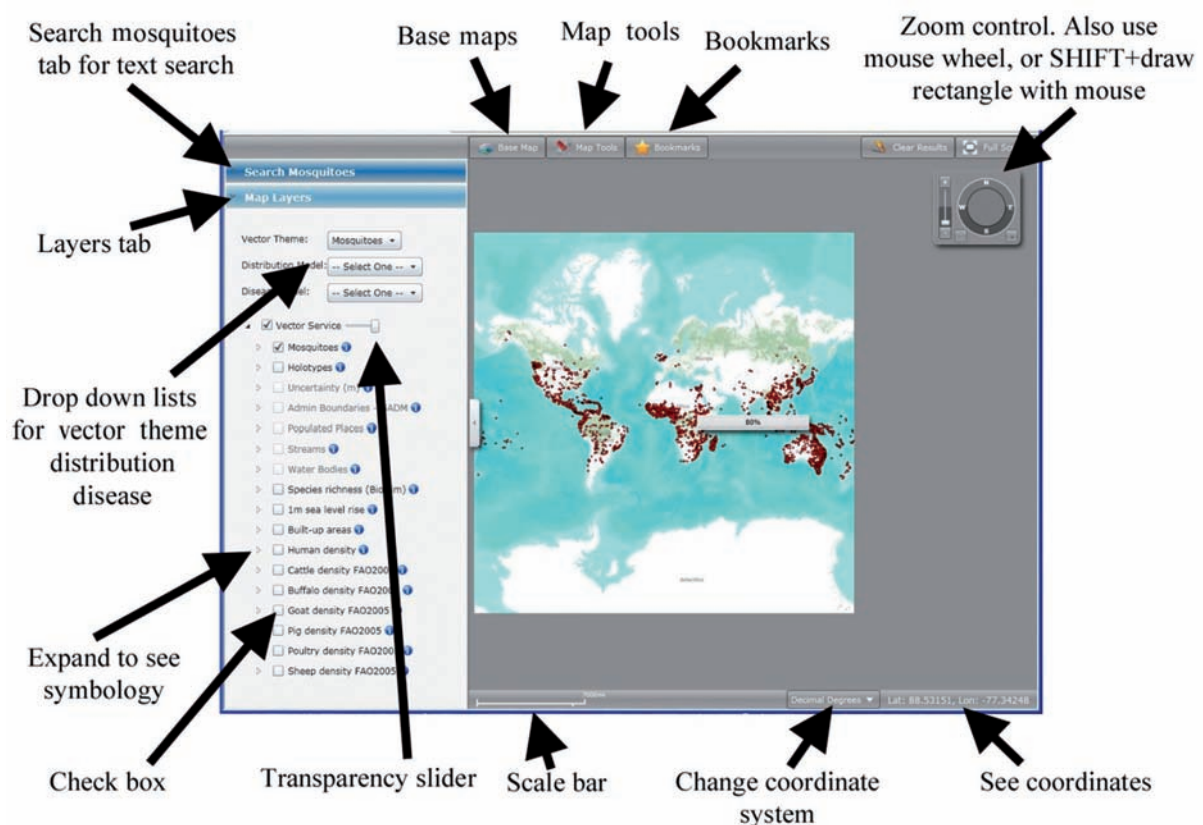 Search mosquitoes
tab for text search
Base maps
Map tools
Bookmarks
Zoom control. Also use
mouse wheel, or SHIFT+draw
rectangle with mouse
Base Map
Map Tools
Bookmarks
Clear Results
Full
Search Mosquitoes
Map Layers
Layers tab
Vector Theme:
Mosquitoes
Distribution Model:
-- Select One --
-- Select One --
Vector Service
Mosquitoes
Holotypes
Uncertainty (m)
Admin Boundaries -
Populated Places
Streams
Water Bodies
Species richness
1m sea level rise
Built-up areas
Human density
Cattle density
Buffalo density
Goat density FAO2005
Pig density FAO2005
Poultry density FAO2005
Sheep density FAO2005
Drop down lists
for vector theme
distribution
disease
N
W
S
80%
Expand to see
symbology
Decimal Degrees
Lat: 88.53151, Lon: -77.34248
Check box
Transparency slider
Scale bar
Change coordinate
system
See coordinates